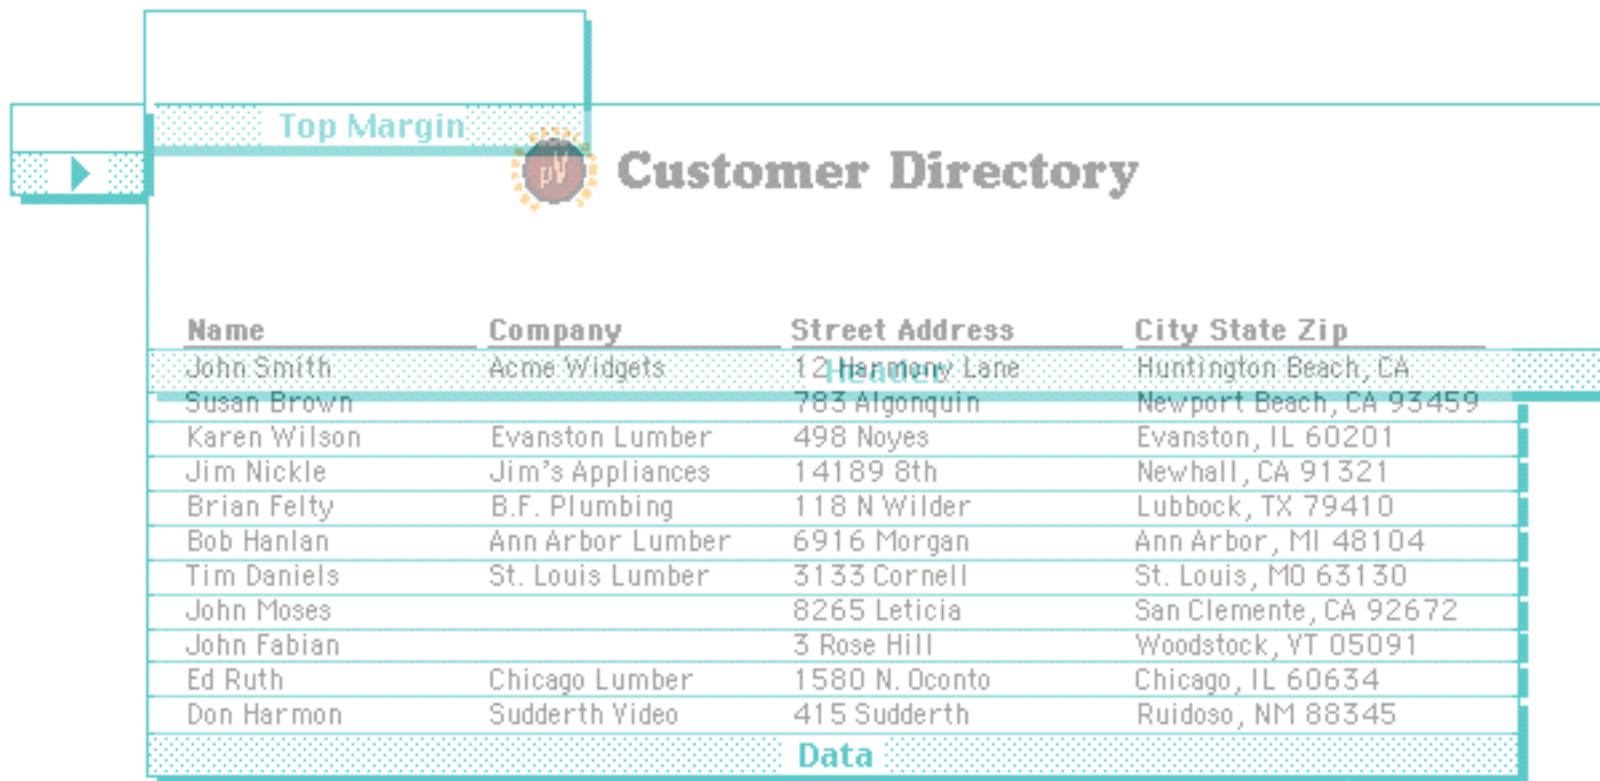 Top Margin
pV Customer Directory
Name Company Street Address City State Zip
John Smith Acme Widgets 12 Harmony Lane Huntington Beach, CA
Header
Susan Brown 783 Algonquin Newport Beach, CA 93459
Karen Wilson Evanston Lumber 498 Noyes Evanston, IL 60201
Jim Nickle Jim's Appliances 14189 8th Newhall, CA 91321
Brian Felty B.F. Plumbing 118 N Wilder Lubbock, TX 79410
Bob Hanlan Ann Arbor Lumber 6916 Morgan Ann Arbor, MI 48104
Tim Daniels St. Louis Lumber 3133 Cornell St. Louis, MO 63130
John Moses 8265 Leticia San Clemente, CA 92672
John Fabian 3 Rose Hill Woodstock, VT 05091
Ed Ruth Chicago Lumber 1580 N. Oconto Chicago, IL 60634
Don Harmon Sudderth Video 415 Sudderth Ruidoso, NM 88345
Data